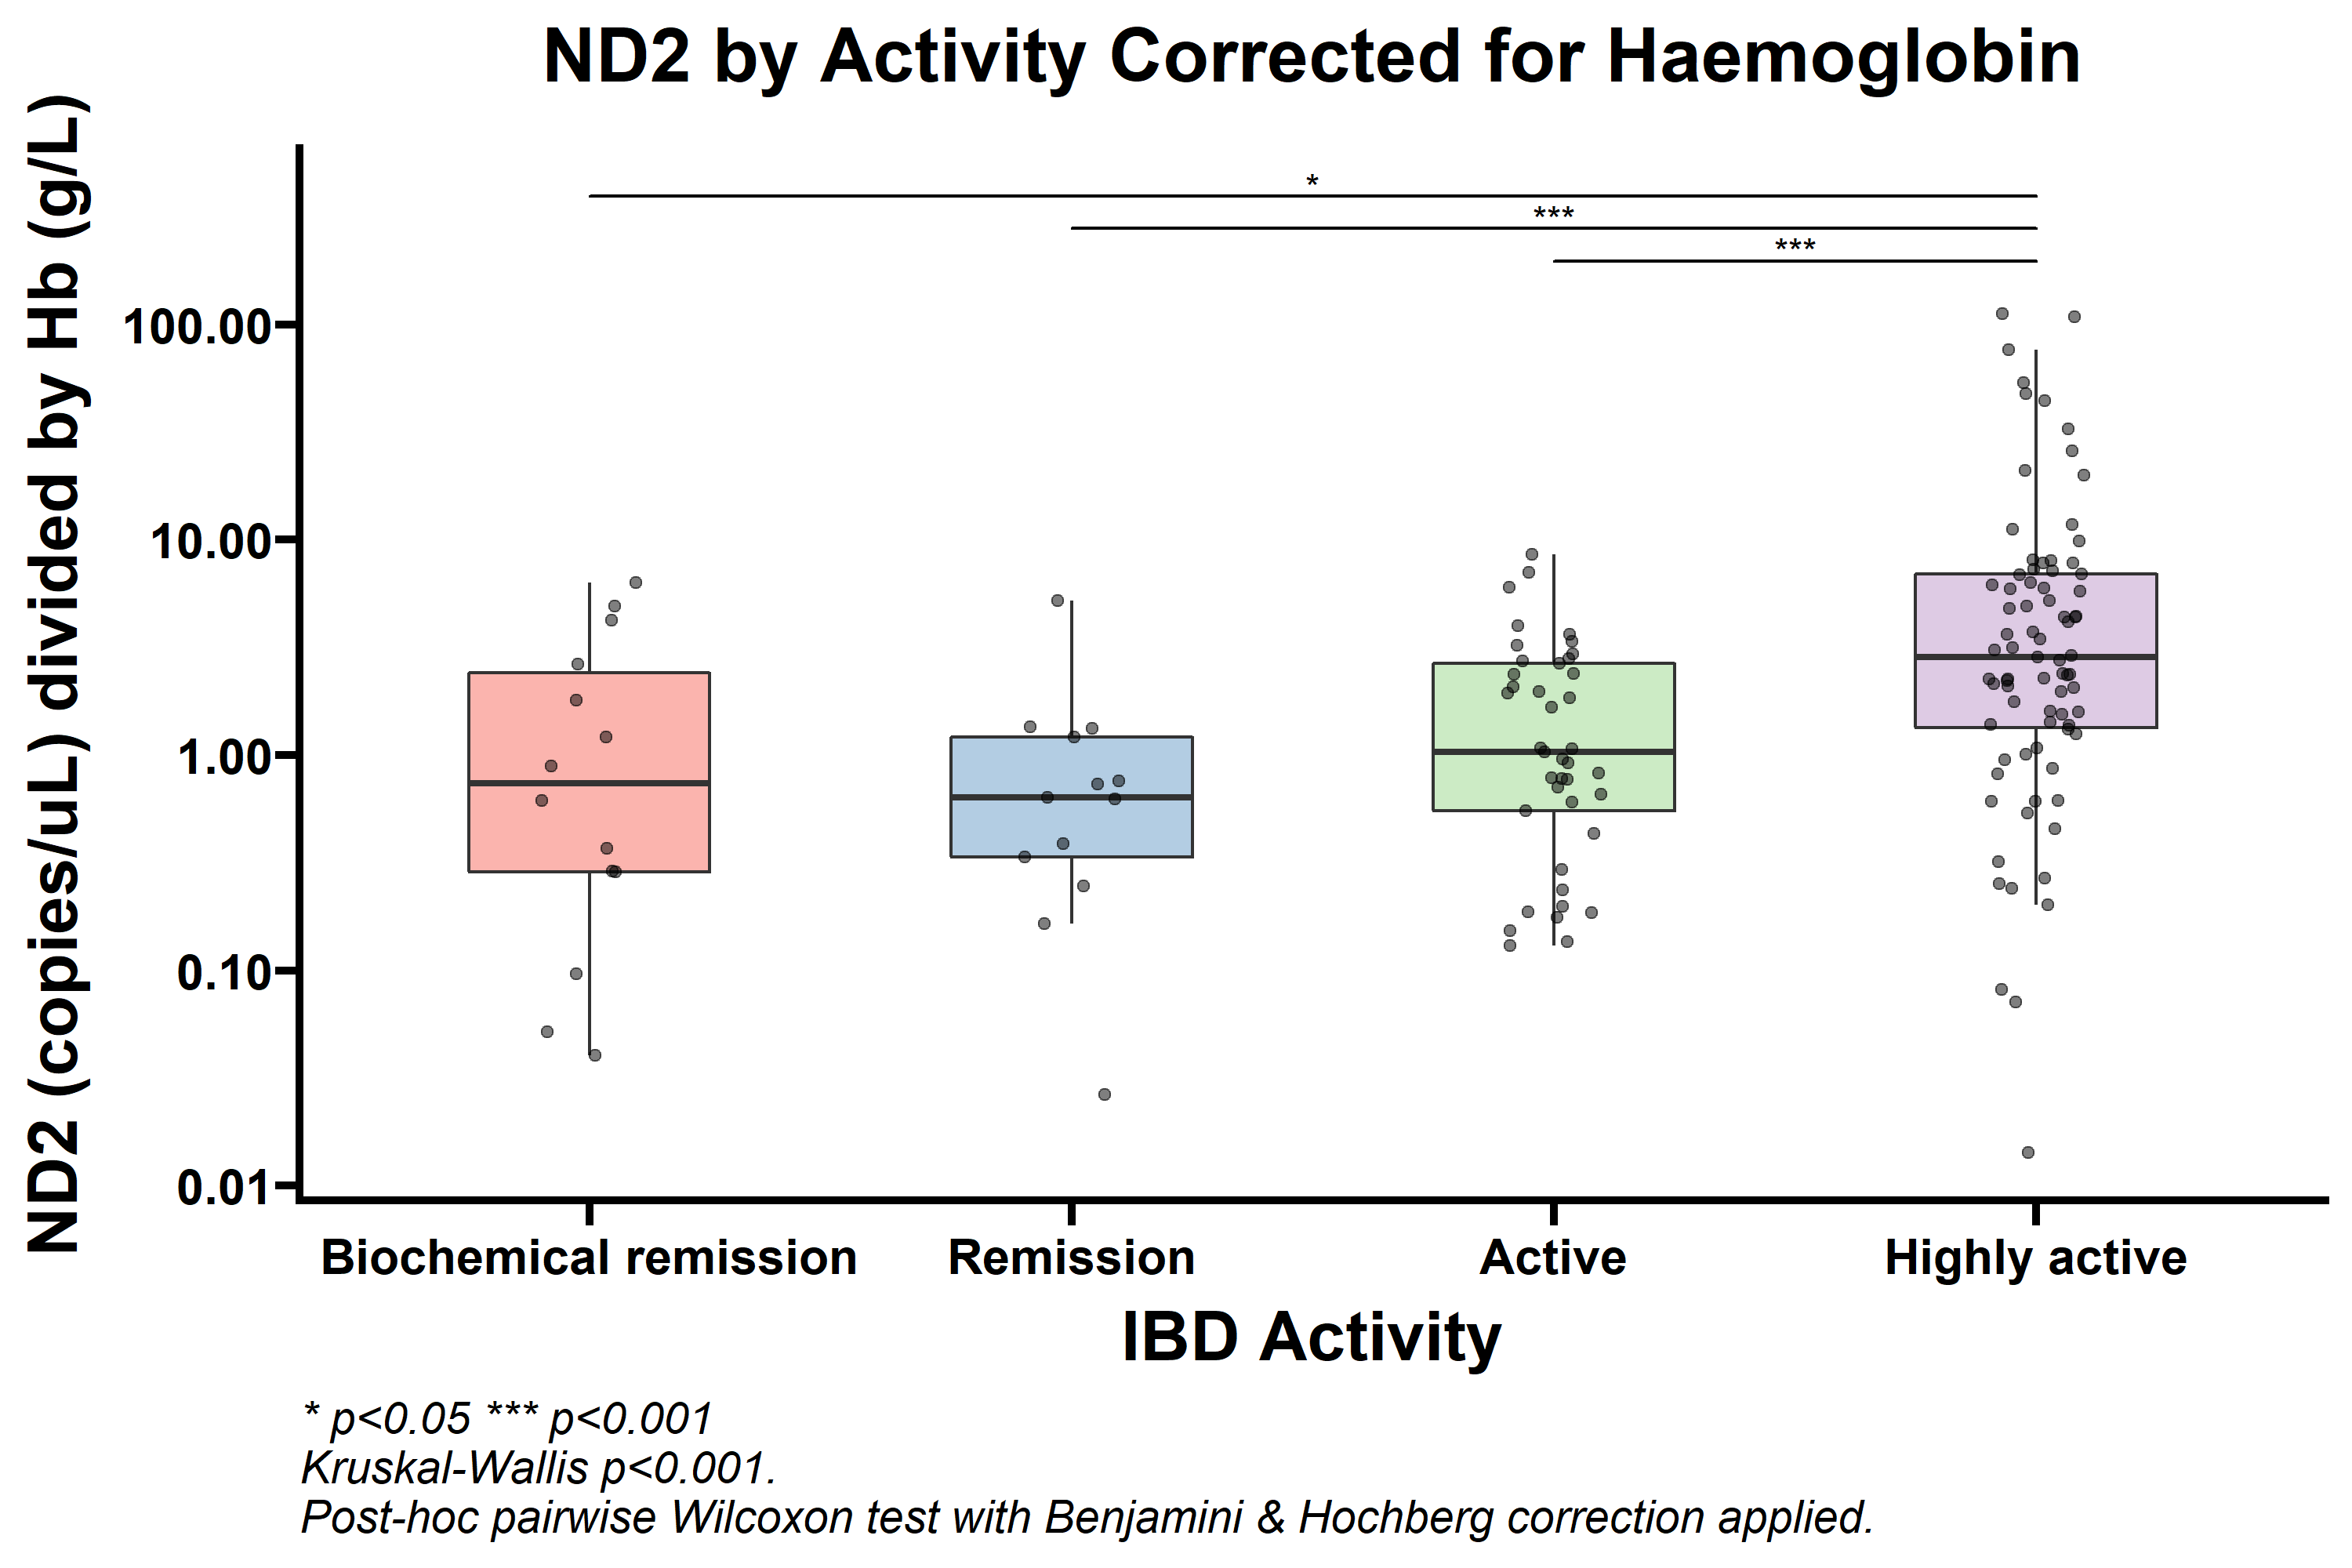 ND2 by Activity Corrected for Haemoglobin
ND2 (copies/uL) divided by Hb (g/L)
*
***
***
100.00
10.00
1.00
0.10
0.01
Biochemical remission
Remission
Active
Highly active
IBD Activity
* p<0.05 *** p<0.001
Kruskal-Wallis p<0.001.
Post-hoc pairwise Wilcoxon test with Benjamini & Hochberg correction applied.